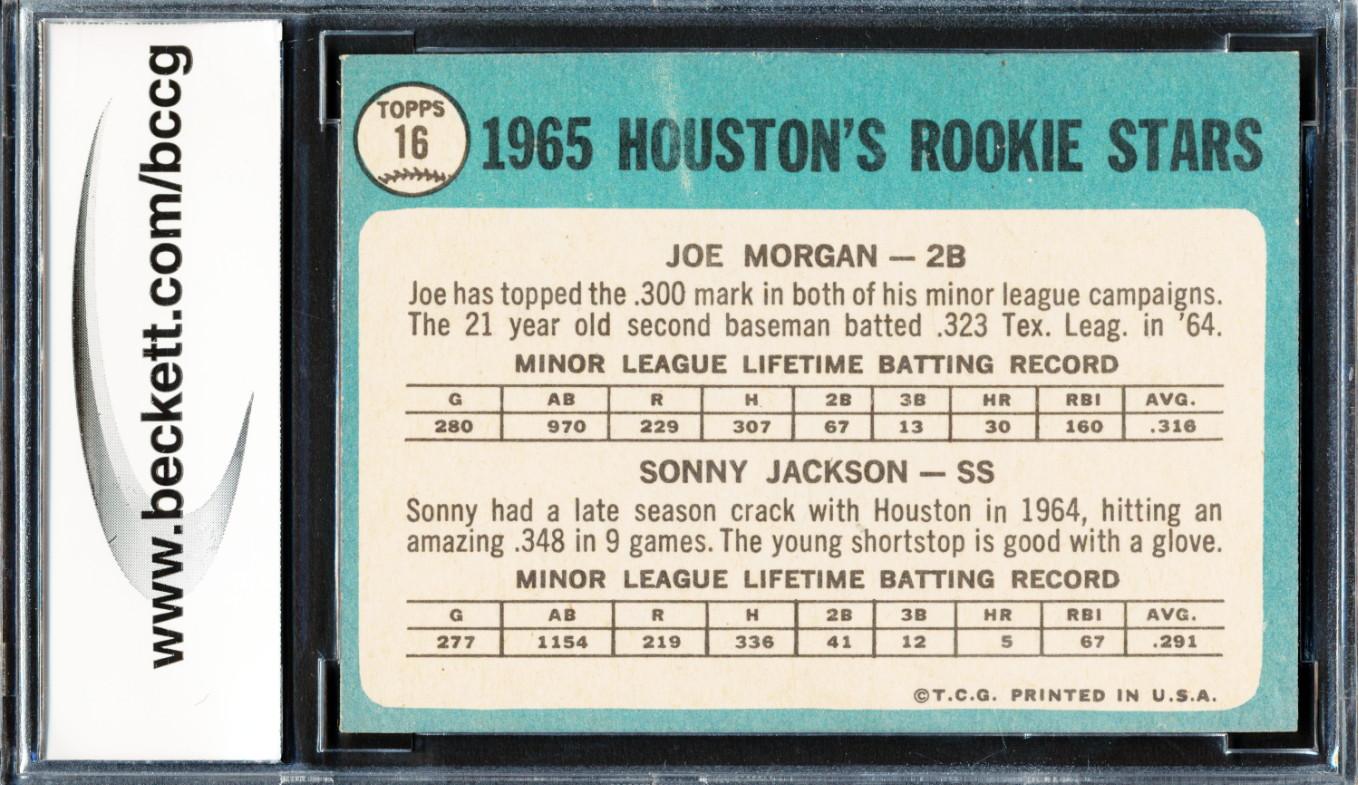 www.beckett.com/bccg
TOPPS
16
1965 HOUSTON'S ROOKIE STARS
JOE MORGAN — 2B
Joe has topped the .300 mark in both of his minor league campaigns.
The 21 year old second baseman batted .323 Tex. Leag. in '64.
MINOR LEAGUE LIFETIME BATTING RECORD
G AB R H 2B 3B HR RBI AVG.
280 970 229 307 67 13 30 160 .316
SONNY JACKSON — SS
Sonny had a late season crack with Houston in 1964, hitting an
amazing .348 in 9 games. The young shortstop is good with a glove.
MINOR LEAGUE LIFETIME BATTING RECORD
G AB R H 2B 3B HR RBI AVG.
277 1154 219 336 41 12 5 67 .291
©T.C.G. PRINTED IN U.S.A.